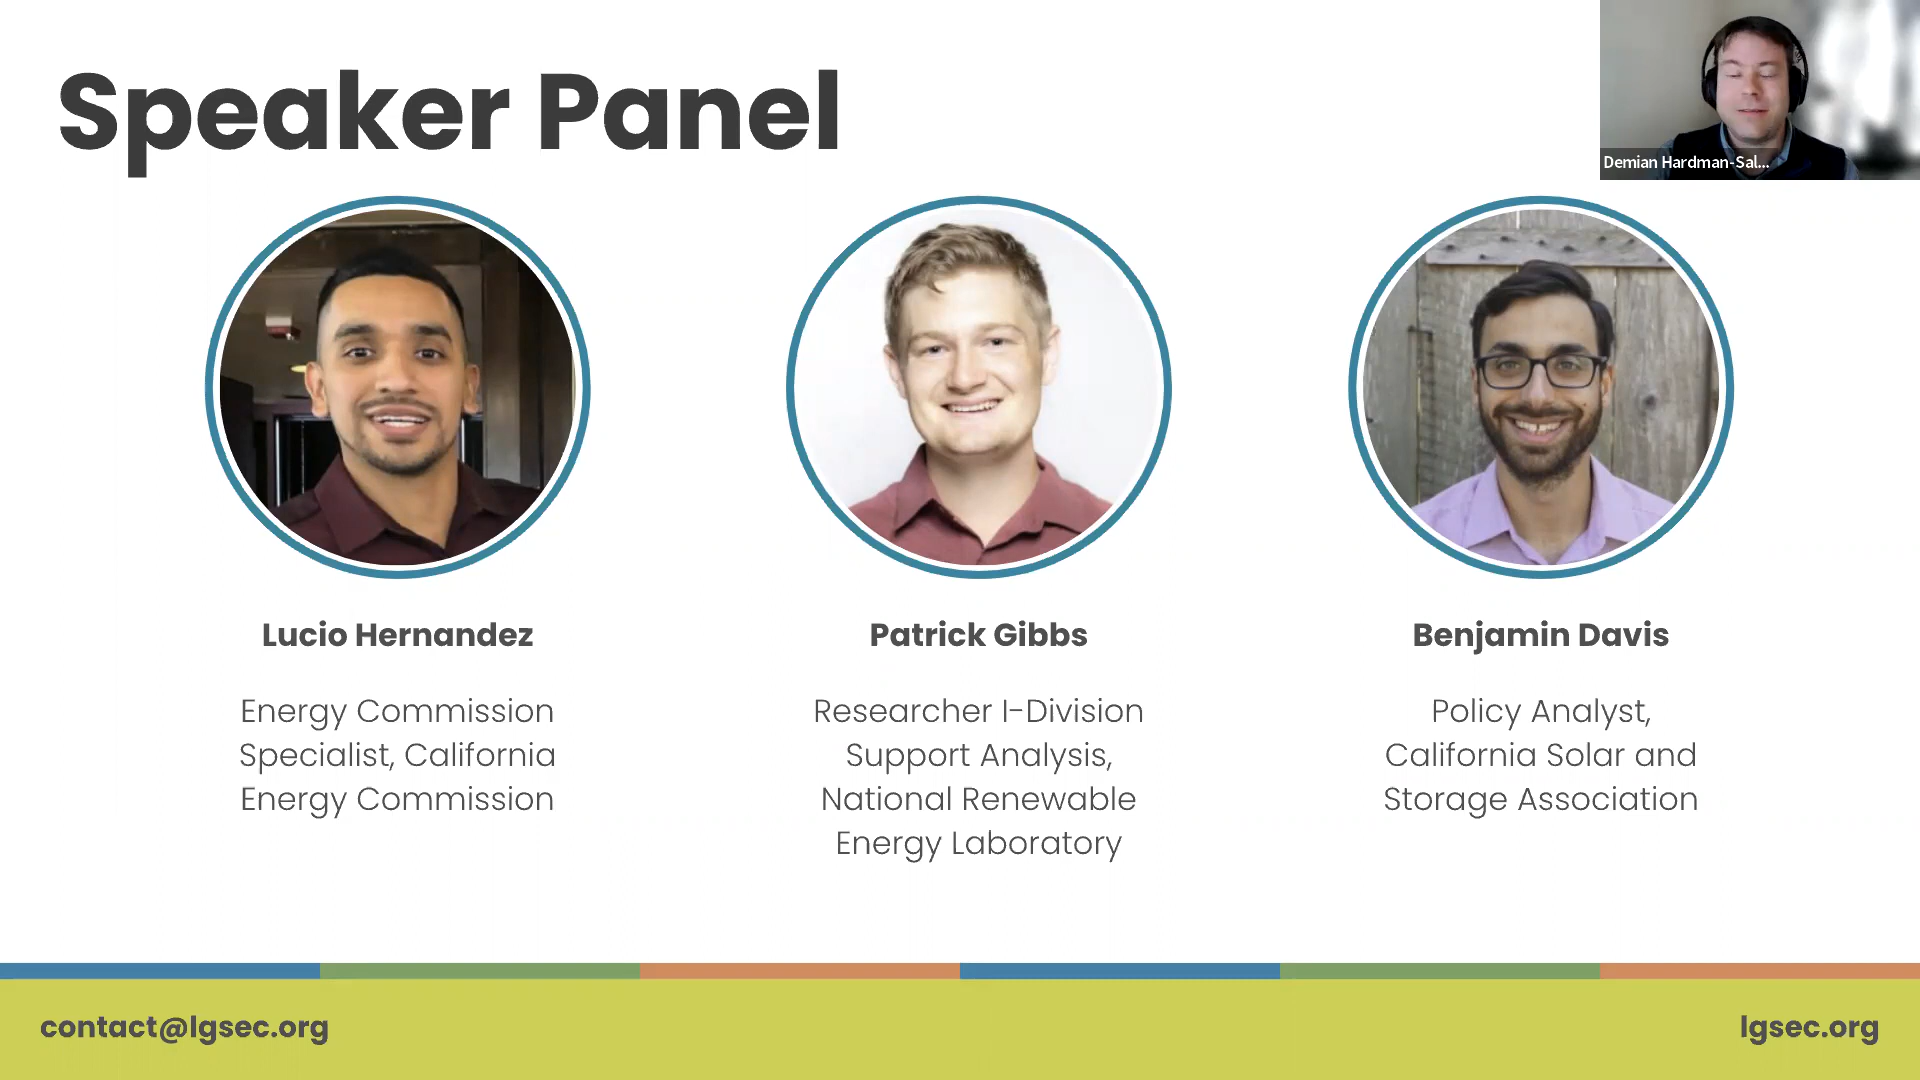 Speaker Panel
Demian Hardman-Sal...
Lucio Hernandez
Energy Commission
Specialist, California
Energy Commission
Patrick Gibbs
Researcher I-Division
Support Analysis,
National Renewable
Energy Laboratory
Benjamin Davis
Policy Analyst,
California Solar and
Storage Association
contact@lgsec.org
lgsec.org